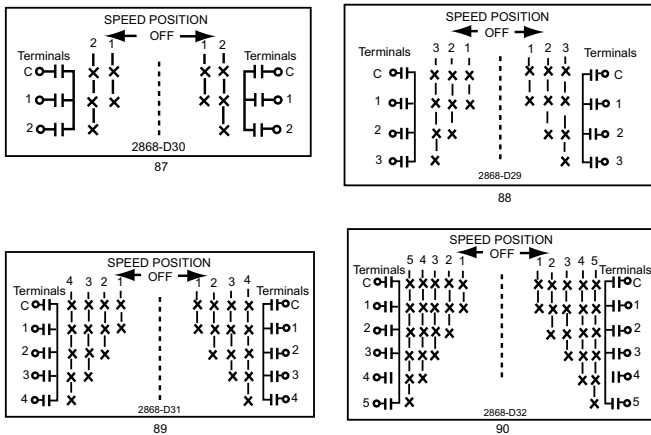 SPEED POSITION
OFF
2 1 1 2
Terminals Terminals
C C
1 1
2 2
2868-D30
87
SPEED POSITION
OFF
3 2 1 1 2 3
Terminals Terminals
C C
1 1
2 2
3 3
2868-D29
88
SPEED POSITION
OFF
4 3 2 1 1 2 3 4
Terminals Terminals
C C
1 1
2 2
3 3
4 4
2868-D31
89
SPEED POSITION
OFF
5 4 3 2 1 1 2 3 4 5
Terminals Terminals
C C
1 1
2 2
3 3
4 4
5 5
2868-D32
90